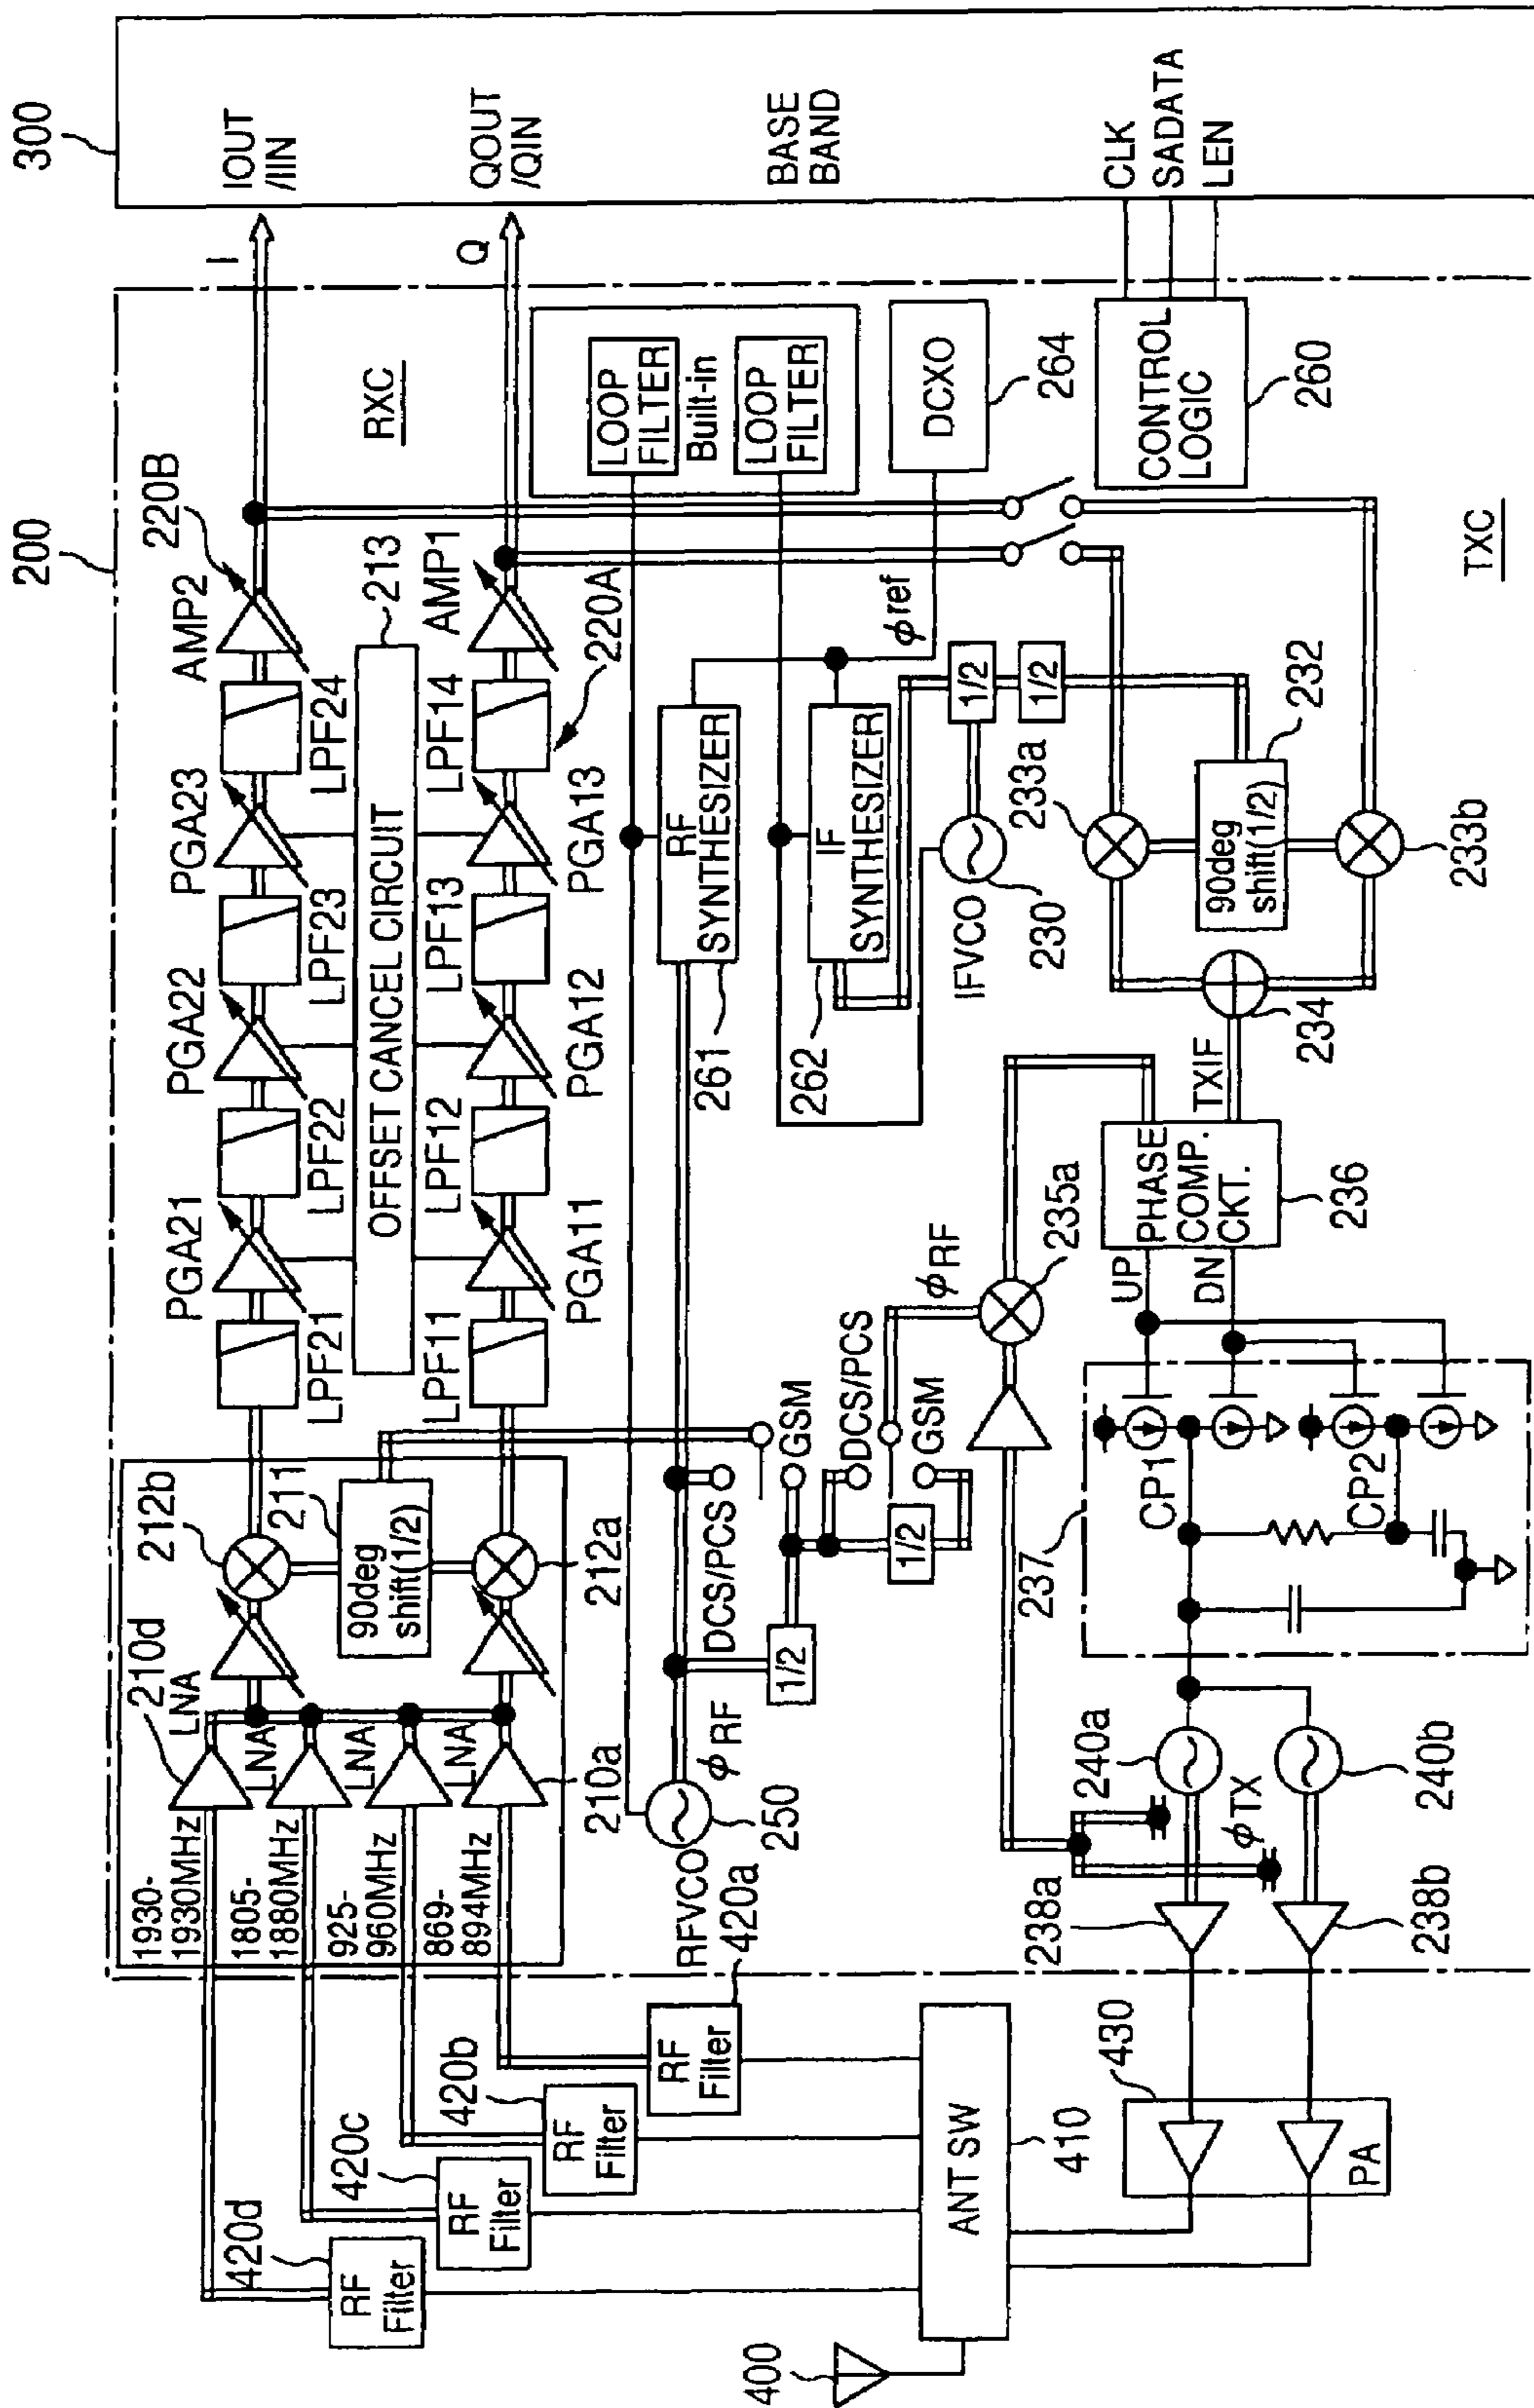 300
IOUT
/IIN
QOUT
/QIN
BASE
BAND
CLK
SADATA
LEN
200
I
Q
RXC
TXC
AMP2
220B
213
AMP1
220A
LOOP
FILTER
Built-in
LOOP
FILTER
DCXO
264
CONTROL
LOGIC
260
PGA21
PGA22
PGA23
LPF21
LPF22
LPF23
LPF24
OFFSET CANCEL CIRCUIT
LPF11
LPF12
LPF13
LPF14
PGA11
PGA12
PGA13
RF
SYNTHESIZER
261
IF
SYNTHESIZER
262
ϕref
1/2
1/2
IFVCO
230
233a
90deg
shift(1/2)
232
233b
234
TXIF
PHASE
COMP.
CKT.
236
UP
DN
235a
ϕRF
212b
211
90deg
shift(1/2)
212a
210d
LNA
LNA
LNA
LNA
210a
1930-
1930MHz
1805-
1880MHz
925-
960MHz
869-
894MHz
RFVCO
250
ϕRF
DCS/PCS
GSM
1/2
DCS/PCS
GSM
1/2
237
CP1
CP2
240a
240b
ϕTX
238a
238b
420a
RF
Filter
420b
RF
Filter
420c
RF
Filter
420d
RF
Filter
ANT SW
410
430
PA
400